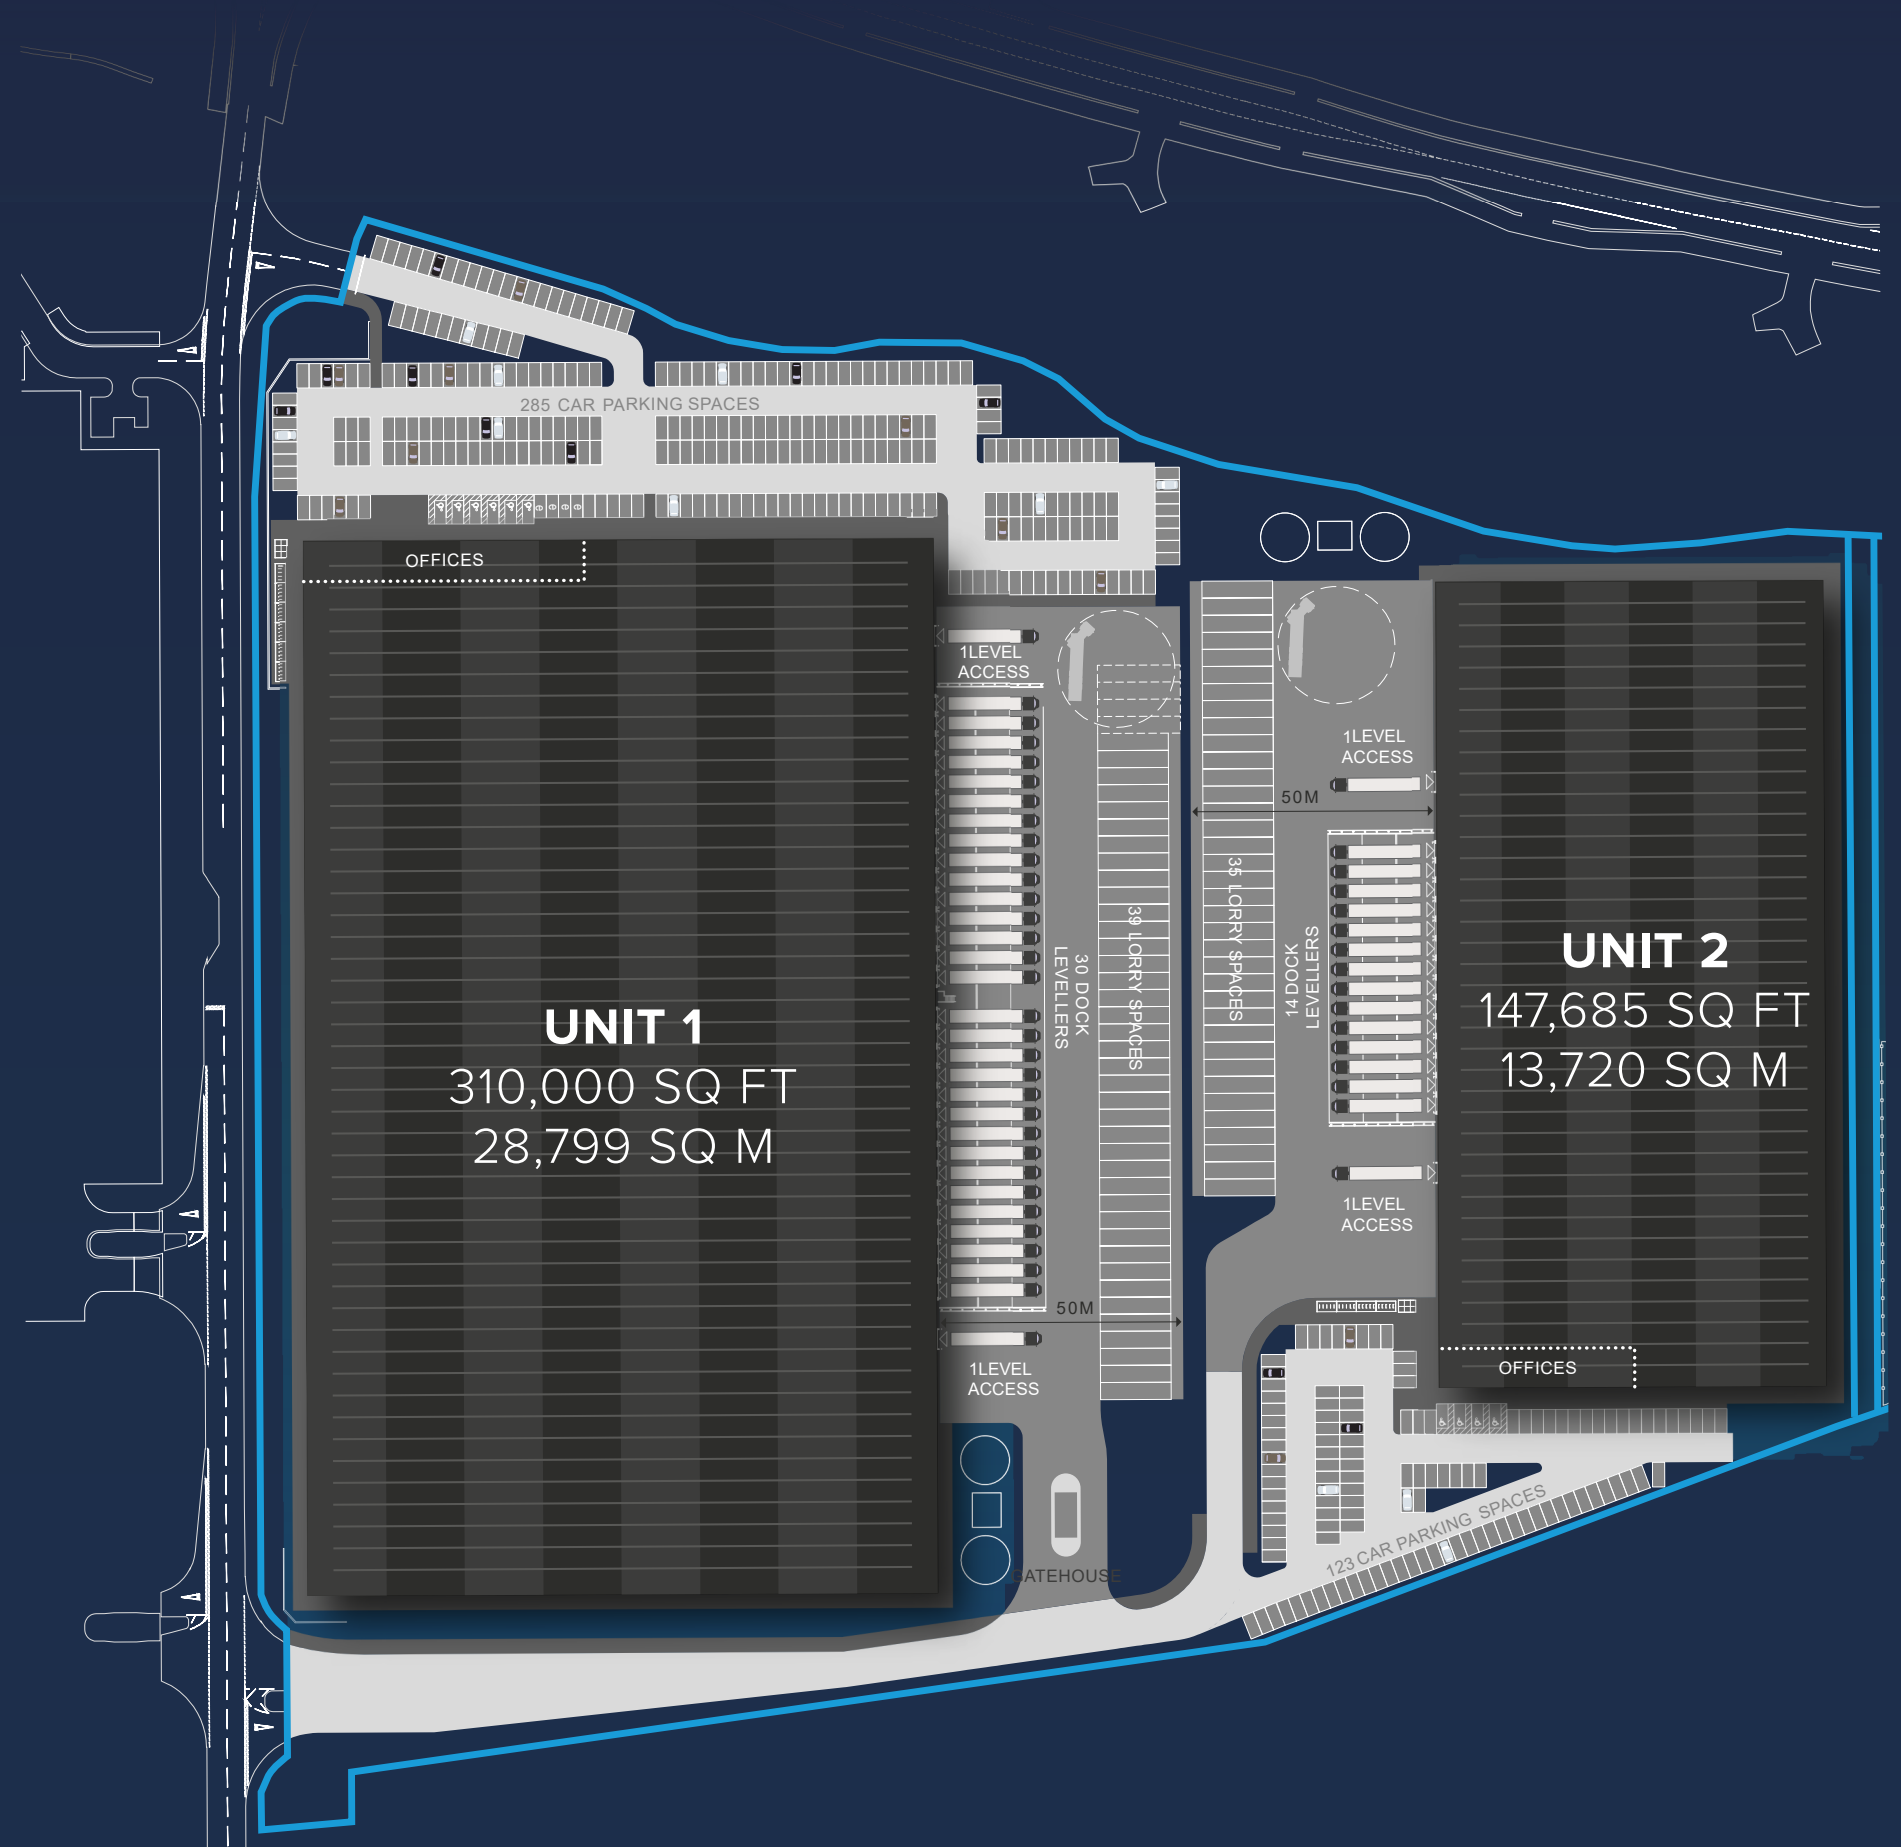 285 CAR PARKING SPACES
OFFICES
1LEVEL
ACCESS
1LEVEL
ACCESS
50M
35 LORRY SPACES
39 LORRY SPACES
30 DOCK
LEVELLERS
14 DOCK
LEVELLERS
UNIT 1
310,000 SQ FT
28,799 SQ M
UNIT 2
147,685 SQ FT
13,720 SQ M
1LEVEL
ACCESS
50M
1LEVEL
ACCESS
OFFICES
123 CAR PARKING SPACES
GATEHOUSE